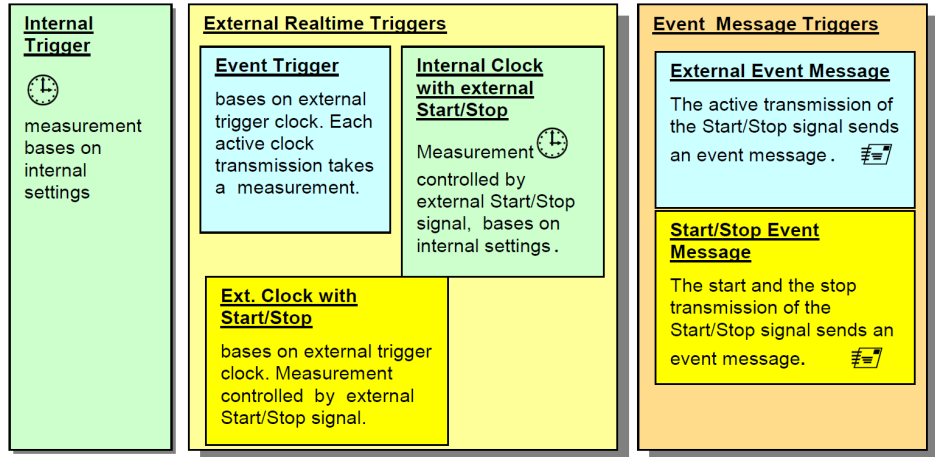 Internal
Trigger
measurement
bases on
internal
settings
External Realtime Triggers
Event Trigger
bases on external
trigger clock. Each
active clock
transmission takes
a measurement.
Internal Clock
with external
Start/Stop
Measurement
controlled by
external Start/Stop
signal, bases on
internal settings.
Ext. Clock with
Start/Stop
bases on external trigger
clock. Measurement
controlled by external
Start/Stop signal.
Event Message Triggers
External Event Message
The active transmission of
the Start/Stop signal sends
an event message.
Start/Stop Event
Message
The start and the stop
transmission of the
Start/Stop signal sends an
event message.